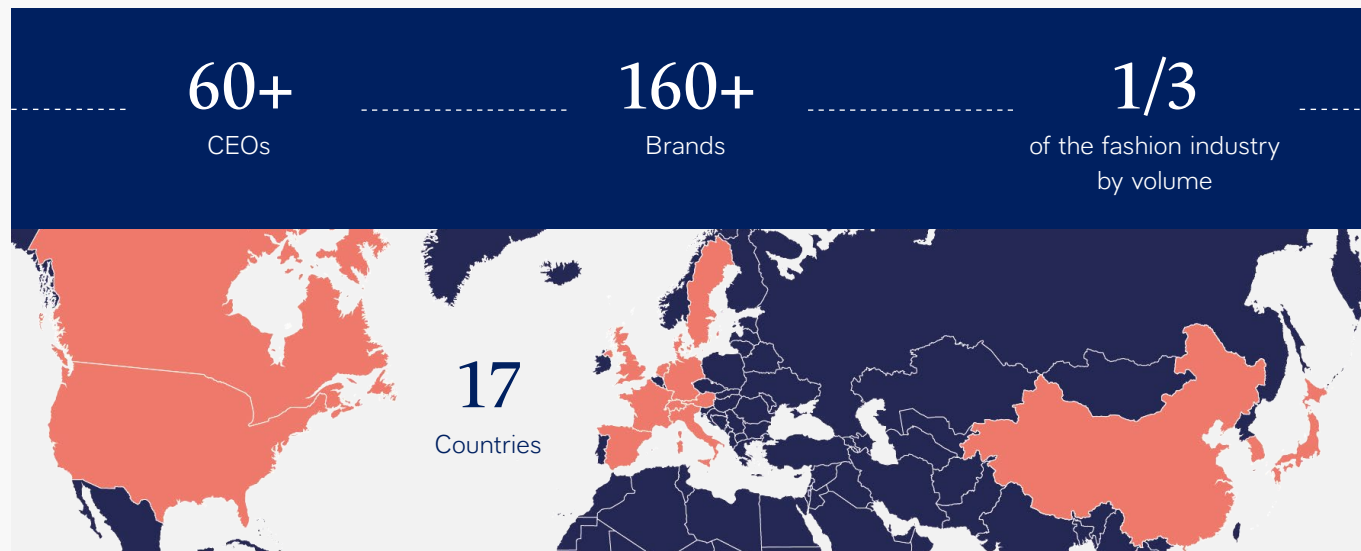 60+
CEOs
160+
Brands
1/3
of the fashion industry
by volume
17
Countries